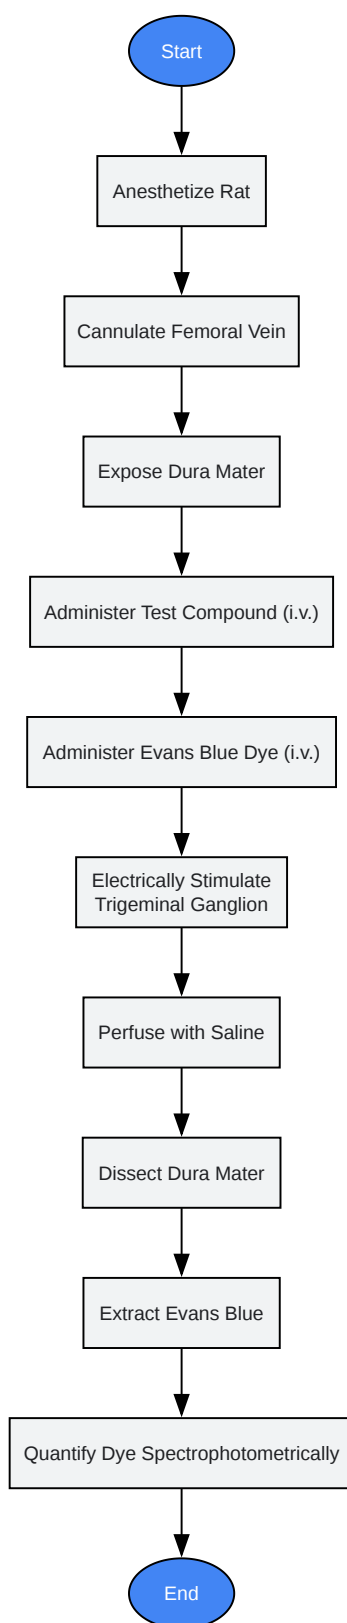 Start
Anesthetize Rat
Cannulate Femoral Vein
Expose Dura Mater
Administer Test Compound (i.v.)
Administer Evans Blue Dye (i.v.)
Electrically Stimulate
Trigeminal Ganglion
Perfuse with Saline
Dissect Dura Mater
Extract Evans Blue
Quantify Dye Spectrophotometrically
End